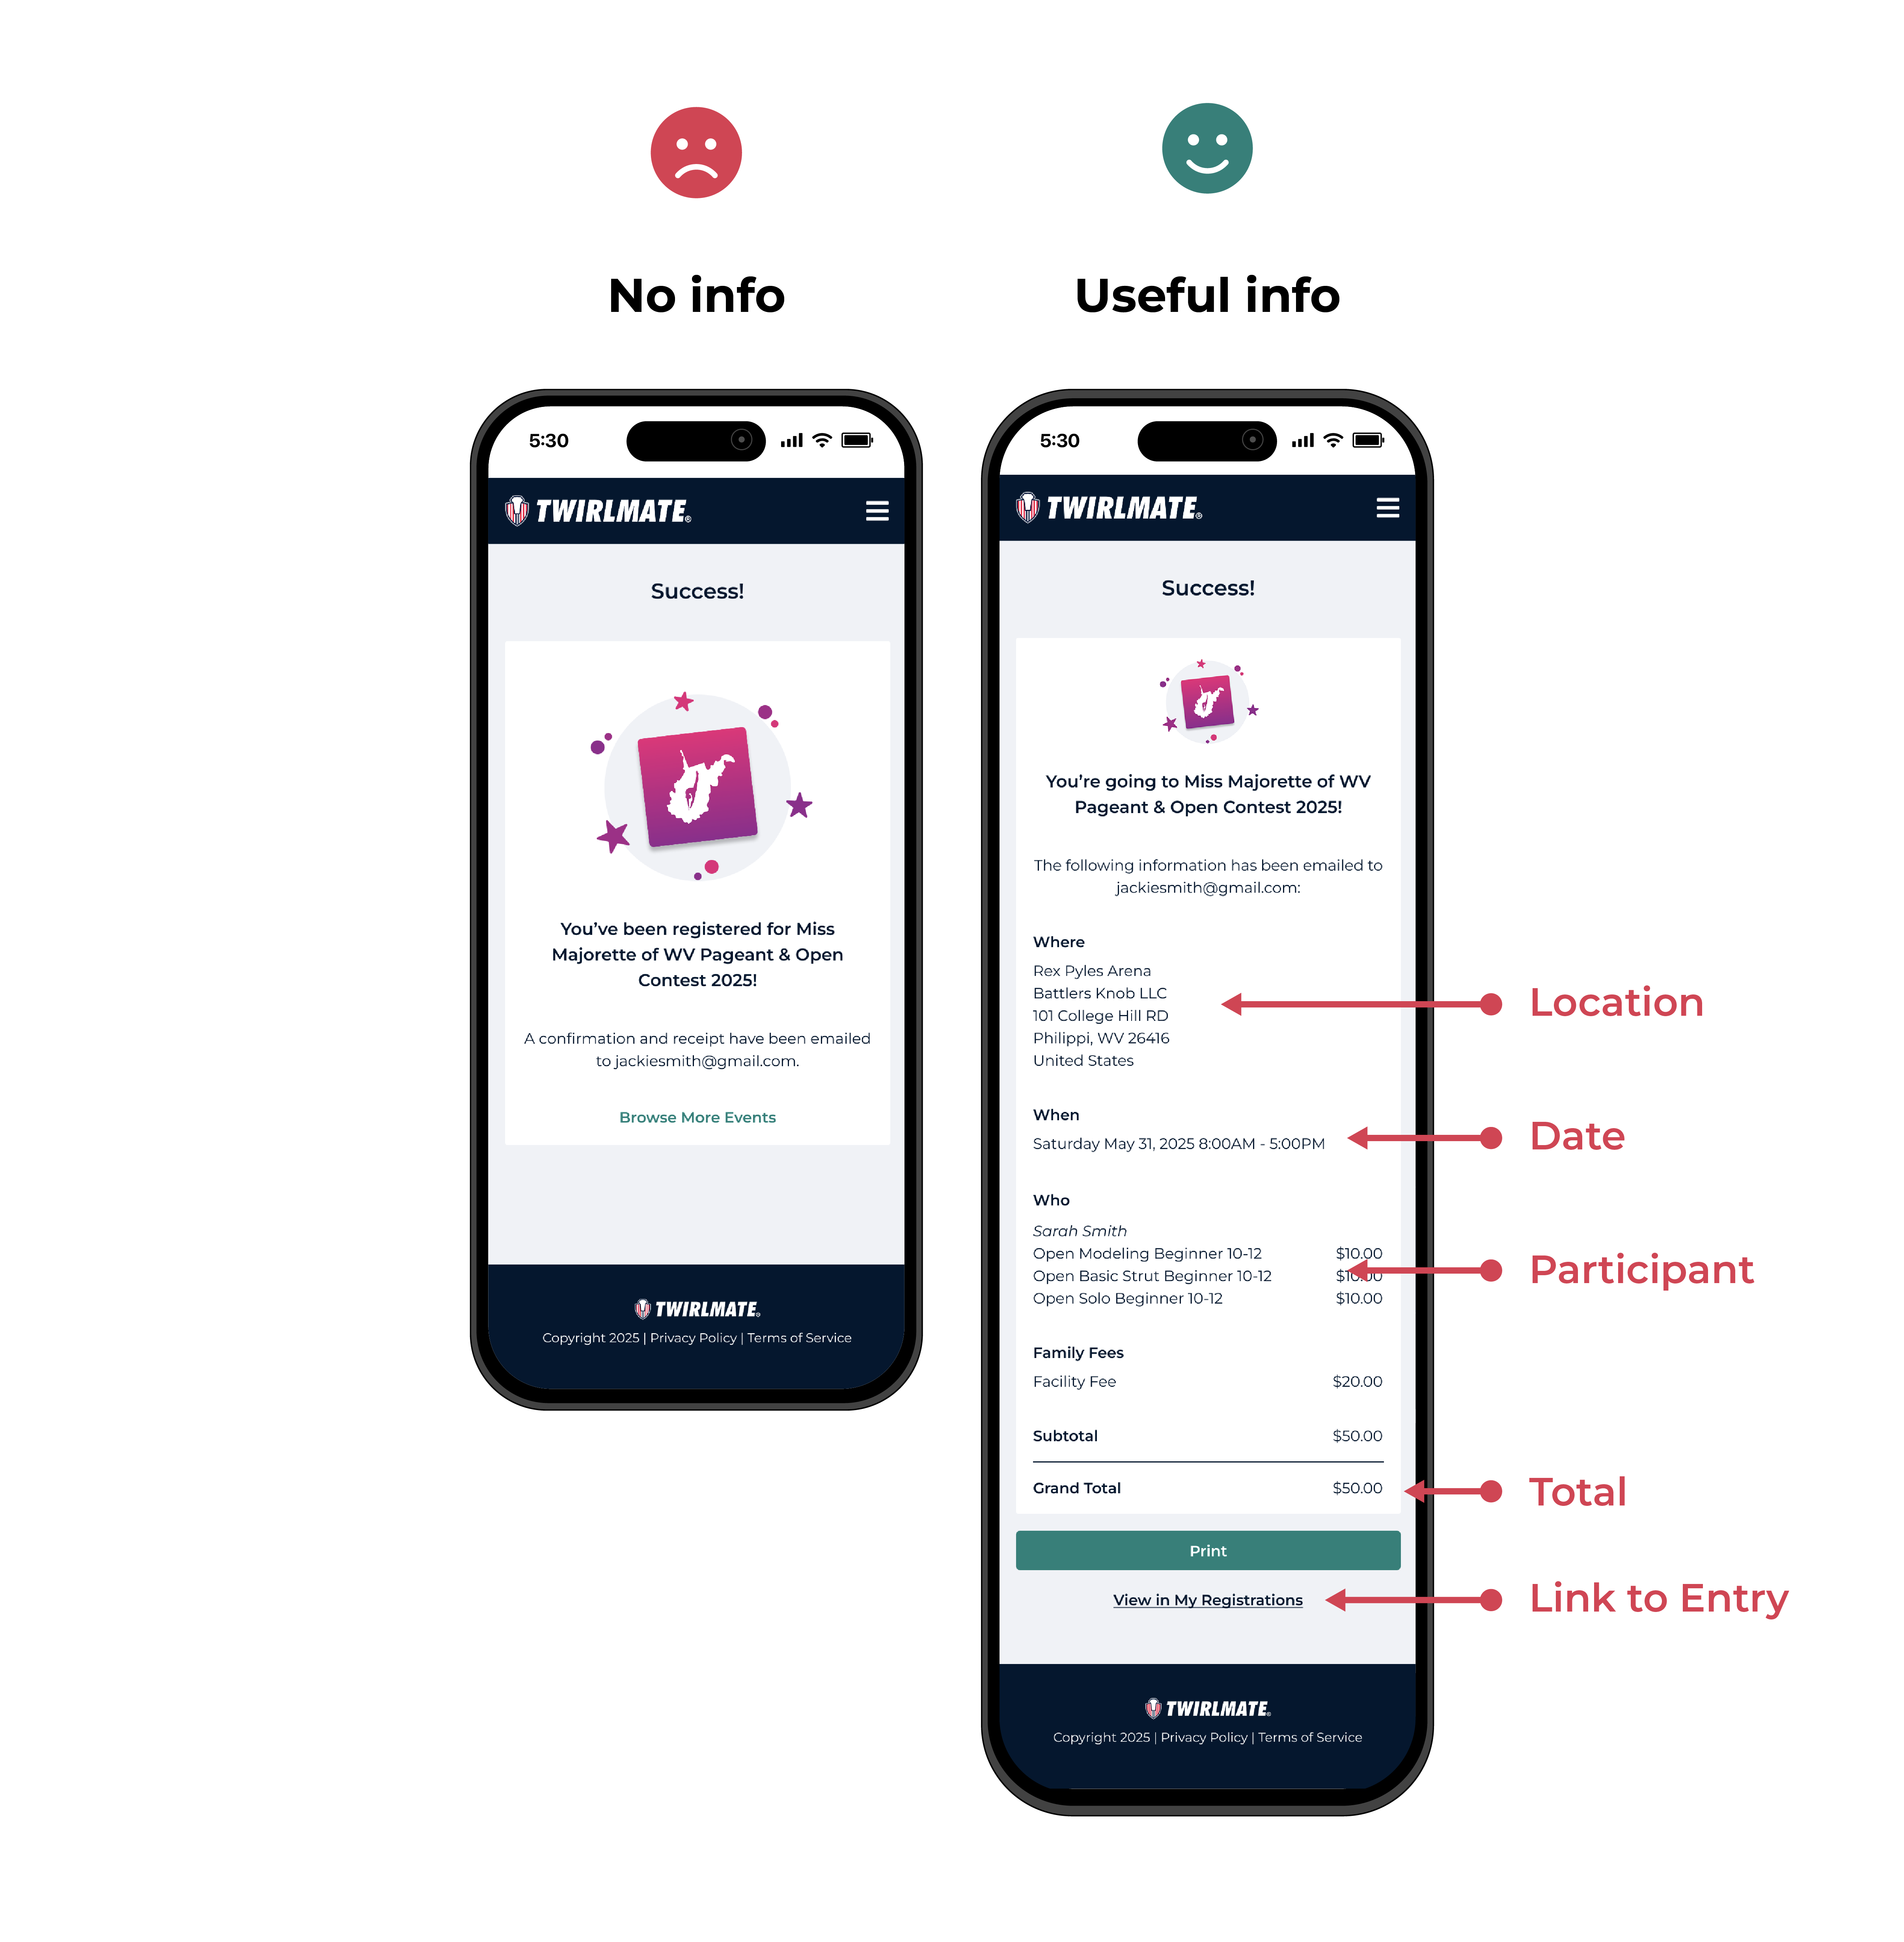 No info
Useful info
5:30
TWIRLMATE®
Success!
You’ve been registered for Miss
Majorette of WV Pageant & Open
Contest 2025!
A confirmation and receipt have been emailed
to jackiesmith@gmail.com.
Browse More Events
TWIRLMATE®
Copyright 2025 | Privacy Policy | Terms of Service
5:30
TWIRLMATE®
Success!
You’re going to Miss Majorette of WV
Pageant & Open Contest 2025!
The following information has been emailed to
jackiesmith@gmail.com:
Where
Rex Pyles Arena
Battlers Knob LLC
101 College Hill RD
Philippi, WV 26416
United States
Location
When
Saturday May 31, 2025 8:00AM - 5:00PM
Date
Who
Sarah Smith
Open Modeling Beginner 10-12 $10.00
Open Basic Strut Beginner 10-12 $10.00
Open Solo Beginner 10-12 $10.00
Participant
Family Fees
Facility Fee $20.00
Subtotal $50.00
Grand Total $50.00
Total
Print
View in My Registrations
Link to Entry
TWIRLMATE®
Copyright 2025 | Privacy Policy | Terms of Service